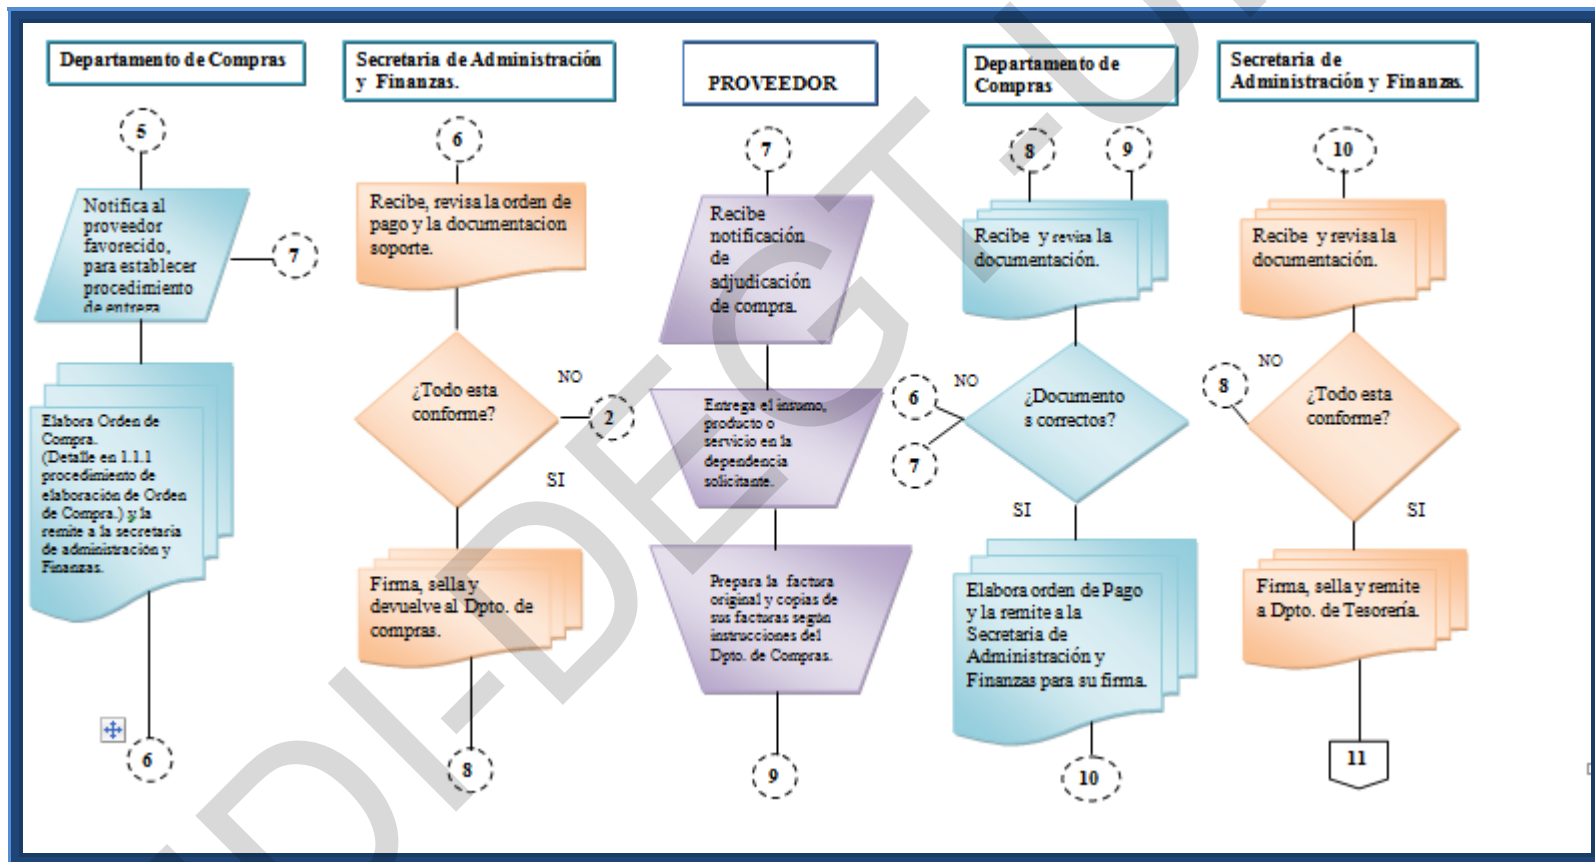 Departamento de Compras
5
Notifica al
proveedor
favorecido,
para establecer
procedimiento
de entrega
7
Elabora Orden de
Compra.
(Detalle en 1.1.1
procedimiento de
elaboración de Orden
de Compra.) y la
remite a la secretaria
de administración y
Finanzas.
6
Secretaria de Administración
y Finanzas.
6
Recibe, revisa la orden de
pago y la documentacion
soporte.
¿Todo esta
conforme?
NO
2
SI
Firma, sella y
devuelve al Dpto. de
compras.
8
PROVEEDOR
7
Recibe
notificación
de
adjudicación
de compra.
Entrega el insumo,
producto o
servicio en la
dependencia
solicitante.
Prepara la factura
original y copias de
sus facturas según
instrucciones del
Dpto. de Compras.
9
Departamento de
Compras
8
9
Recibe y revisa la
documentación.
¿Documento
s correctos?
NO
6
7
SI
Elabora orden de Pago
y la remite a la
Secretaria de
Administración y
Finanzas para su firma.
10
Secretaria de
Administración y Finanzas.
10
Recibe y revisa la
documentación.
¿Todo esta
conforme?
NO
8
SI
Firma, sella y remite
a Dpto. de Tesorería.
11
DI-DEGT-U